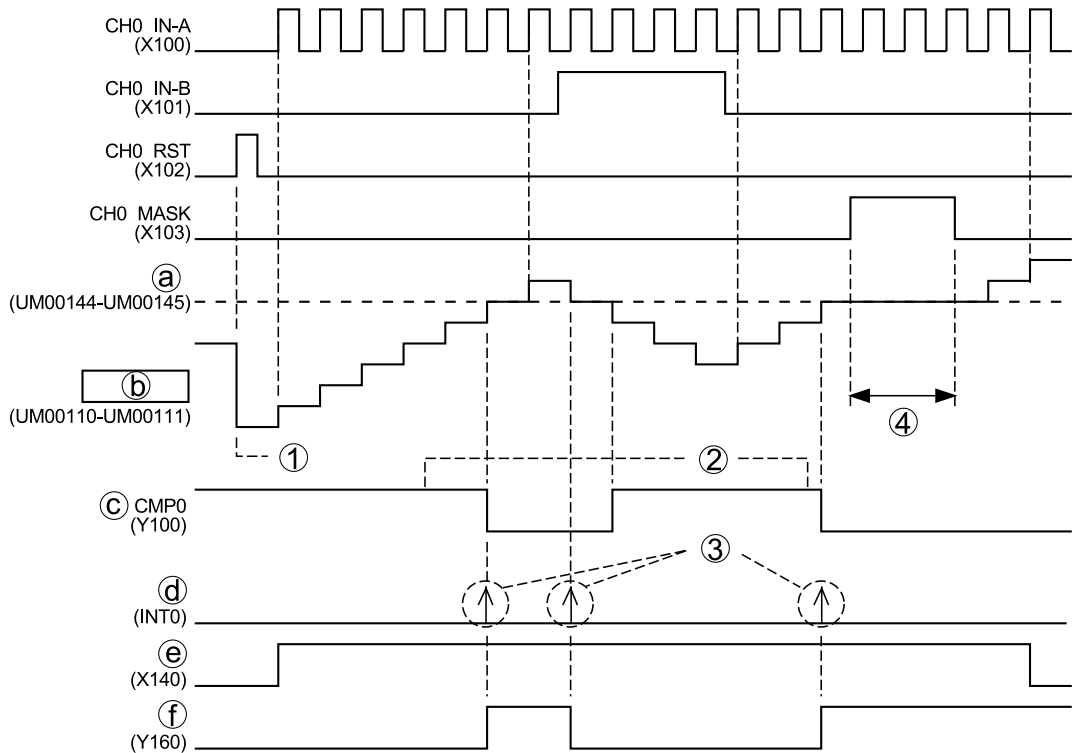 CH0 IN-A
(X100)
CH0 IN-B
(X101)
CH0 RST
(X102)
CH0 MASK
(X103)
ⓐ
(UM00144-UM00145)
ⓑ
(UM00110-UM00111)
①
②
③
④
ⓒ CMP0
(Y100)
ⓓ
(INT0)
ⓔ
(X140)
ⓕ
(Y160)